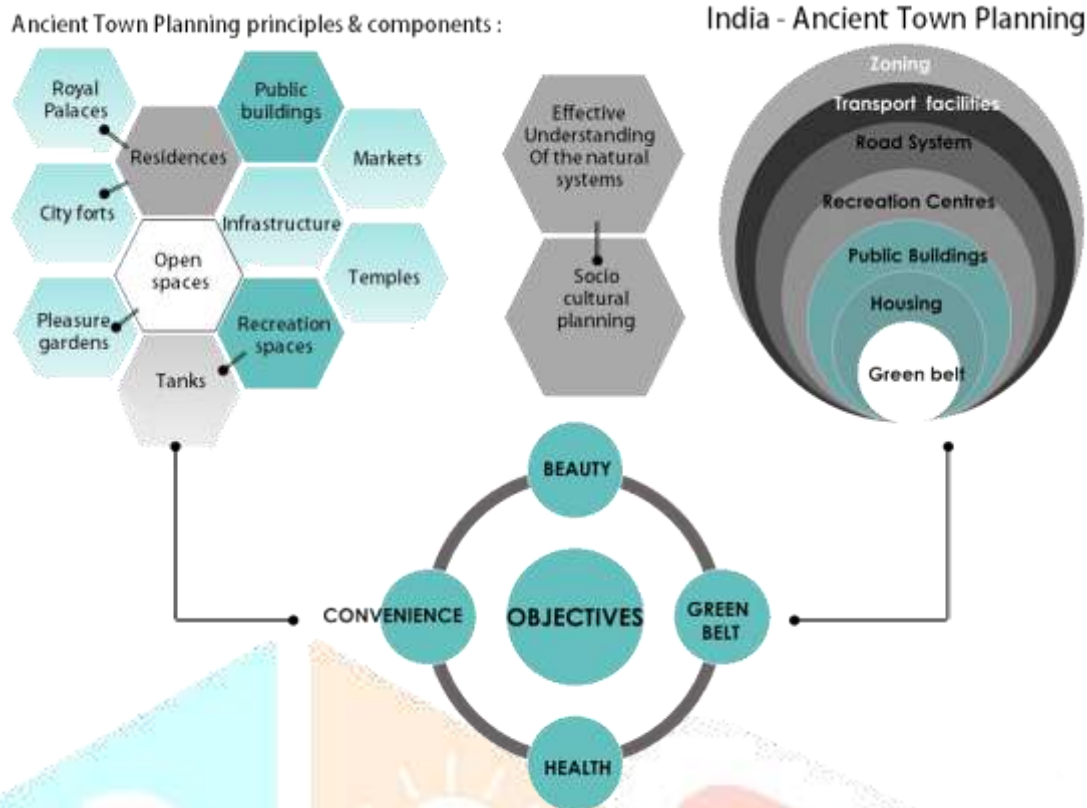 Ancient Town Planning principles & components :
Royal
Palaces
Public
buildings
Residences
Markets
City forts
Infrastructure
Open
spaces
Temples
Pleasure
gardens
Recreation
spaces
Tanks
Effective
Understanding
Of the natural
systems
Socio
cultural
planning
India - Ancient Town Planning
Zoning
Transport facilities
Road System
Recreation Centres
Public Buildings
Housing
Green belt
BEAUTY
CONVENIENCE
OBJECTIVES
GREEN
BELT
HEALTH